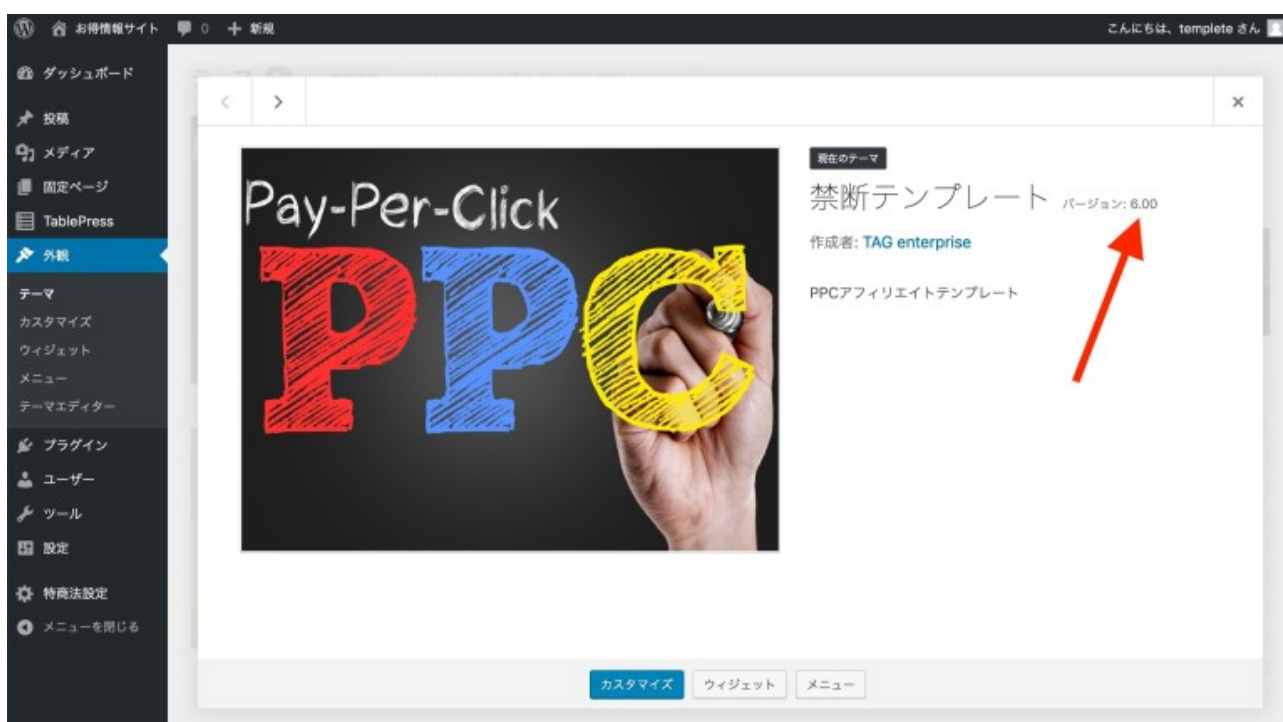 お得情報サイト 0 新規 こんにちは、templete さん
ダッシュボード
投稿
メディア
固定ページ
TablePress
外観
テーマ
カスタマイズ
ウィジェット
メニュー
テーマエディター
プラグイン
ユーザー
ツール
設定
特商法設定
メニューを閉じる
Pay-Per-Click
PPC
現在のテーマ
禁断テンプレート バージョン: 6.00
作成者: TAG enterprise
PPCアフィリエイトテンプレート
カスタマイズ ウィジェット メニュー